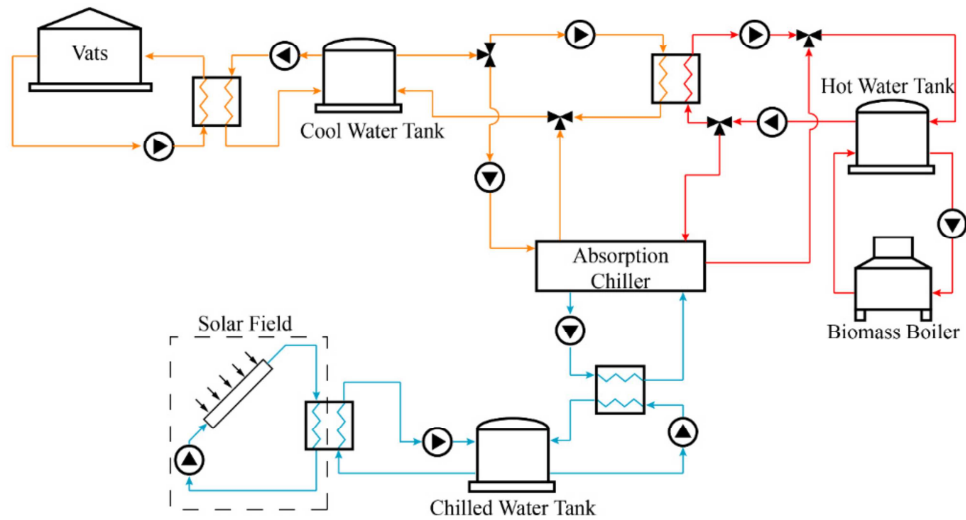 Vats
Cool Water Tank
Hot Water Tank
Absorption
Chiller
Biomass Boiler
Solar Field
Chilled Water Tank